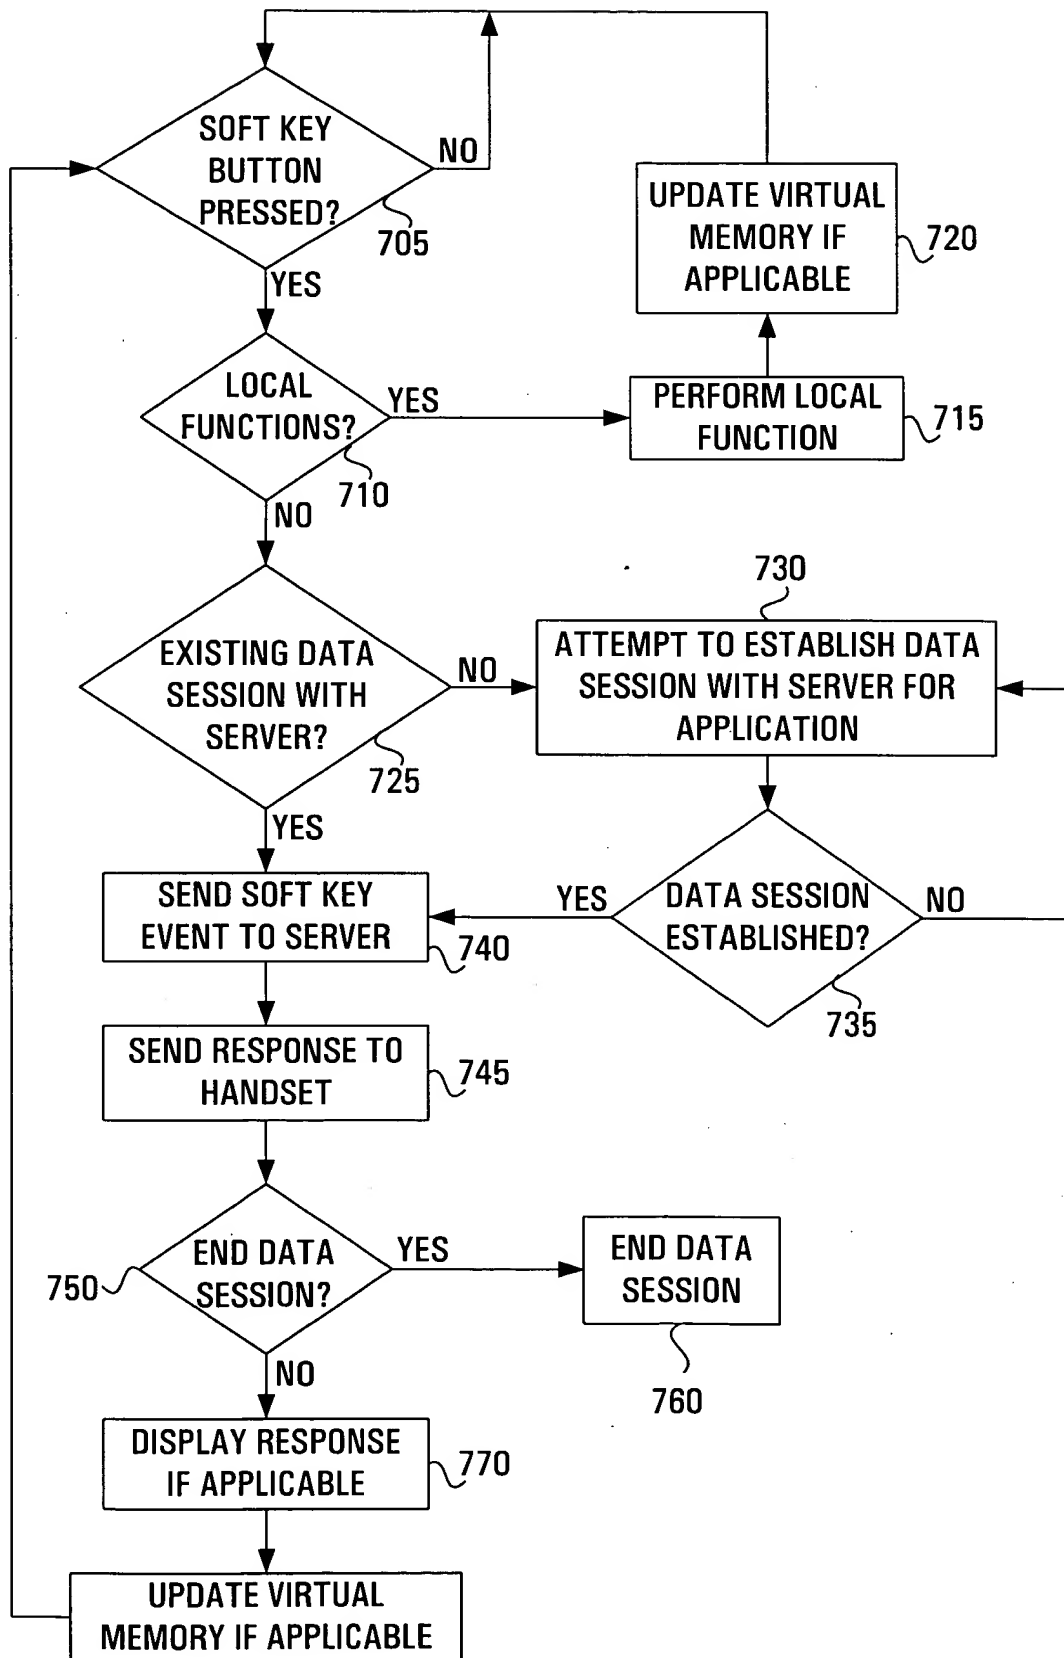 SOFT KEY
BUTTON
PRESSED?
NO
705
YES
UPDATE VIRTUAL
MEMORY IF
APPLICABLE
720
LOCAL
FUNCTIONS?
YES
710
NO
PERFORM LOCAL
FUNCTION
715
EXISTING DATA
SESSION WITH
SERVER?
NO
725
YES
730
ATTEMPT TO ESTABLISH DATA
SESSION WITH SERVER FOR
APPLICATION
DATA SESSION
ESTABLISHED?
YES
NO
735
SEND SOFT KEY
EVENT TO SERVER
740
SEND RESPONSE TO
HANDSET
745
END DATA
SESSION?
750
YES
NO
END DATA
SESSION
760
DISPLAY RESPONSE
IF APPLICABLE
770
UPDATE VIRTUAL
MEMORY IF APPLICABLE